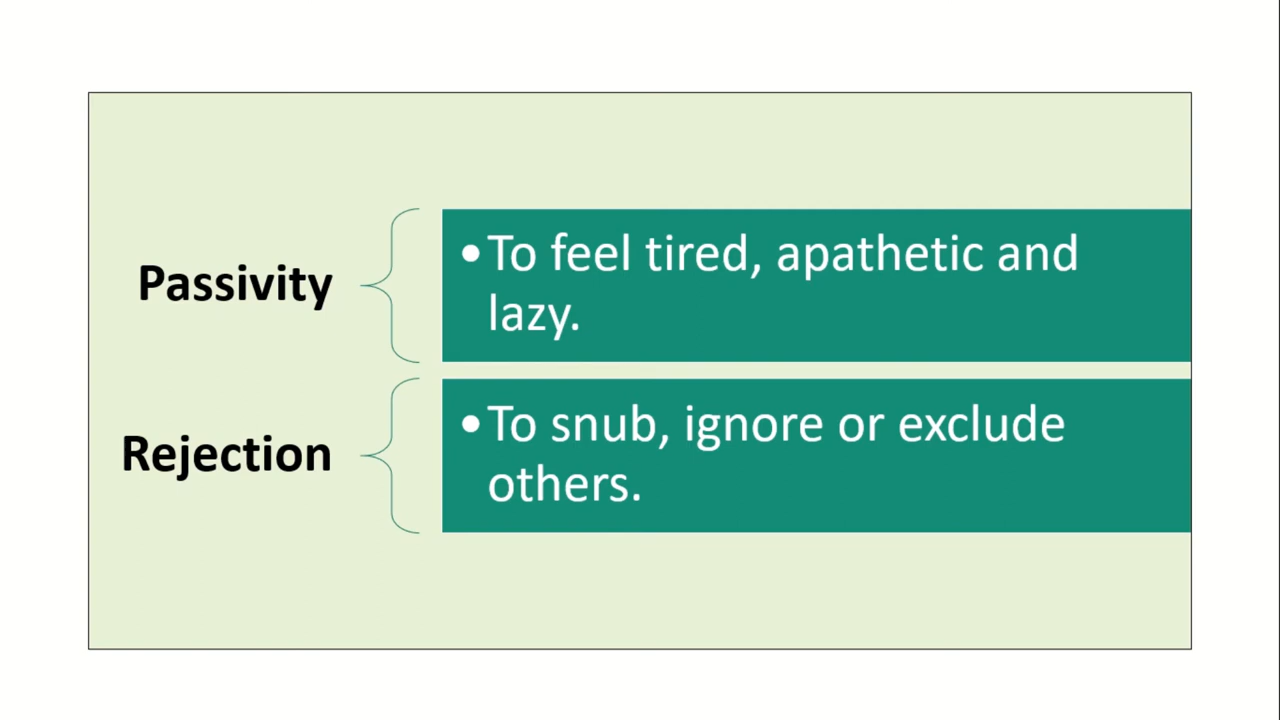 Passivity
•To feel tired, apathetic and
lazy.
Rejection
•To snub, ignore or exclude
others.